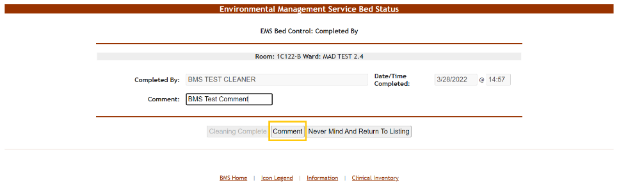 Environmental Management Service Bed Status
EMS Bed Control: Completed By
Room: 1C122-B Ward: MAD TEST 2.4
Completed By: BMS TEST CLEANER Date/Time Completed: 3/28/2022 @ 14:57
Comment: BMS Test Comment
Cleaning Complete Comment Never Mind And Return To Listing
BMS Home | Icon Legend | Information | Clinical Inventory